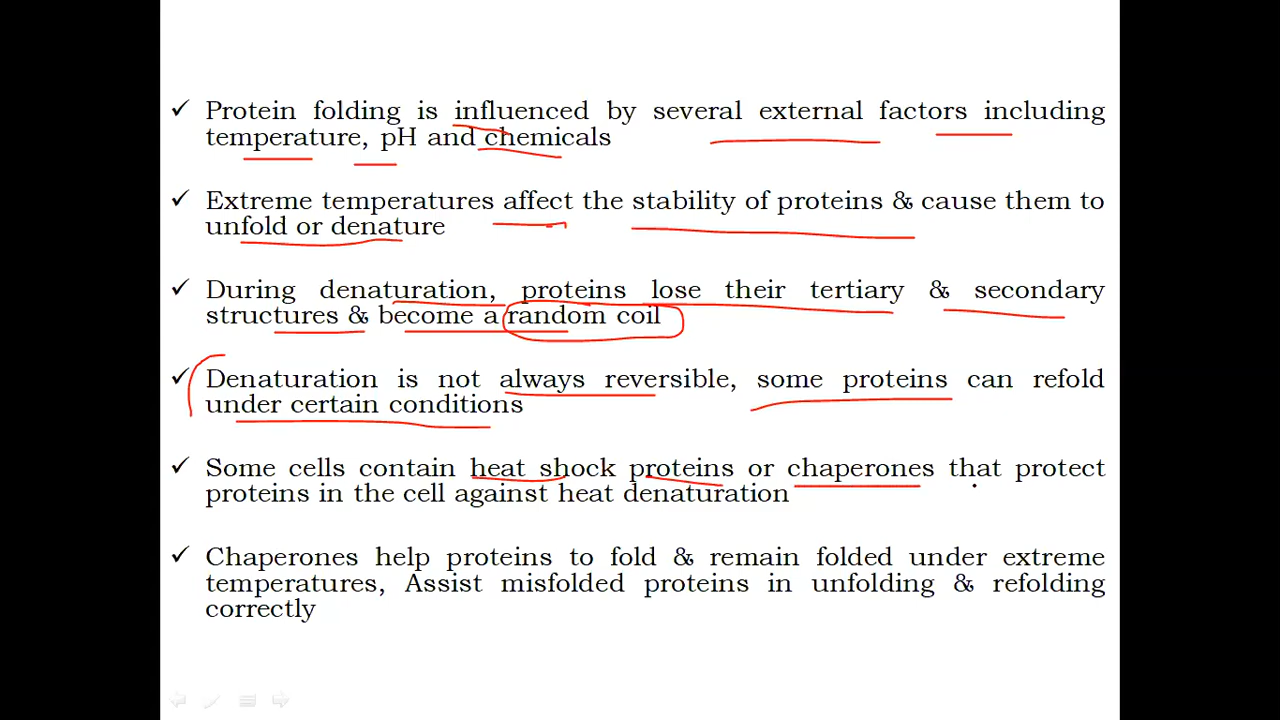 ✓ Protein folding is influenced by several external factors including
temperature, pH and chemicals
✓ Extreme temperatures affect the stability of proteins & cause them to
unfold or denature
✓ During denaturation, proteins lose their tertiary & secondary
structures & become a random coil
✓ Denaturation is not always reversible, some proteins can refold
under certain conditions
✓ Some cells contain heat shock proteins or chaperones that protect
proteins in the cell against heat denaturation
✓ Chaperones help proteins to fold & remain folded under extreme
temperatures, Assist misfolded proteins in unfolding & refolding
correctly